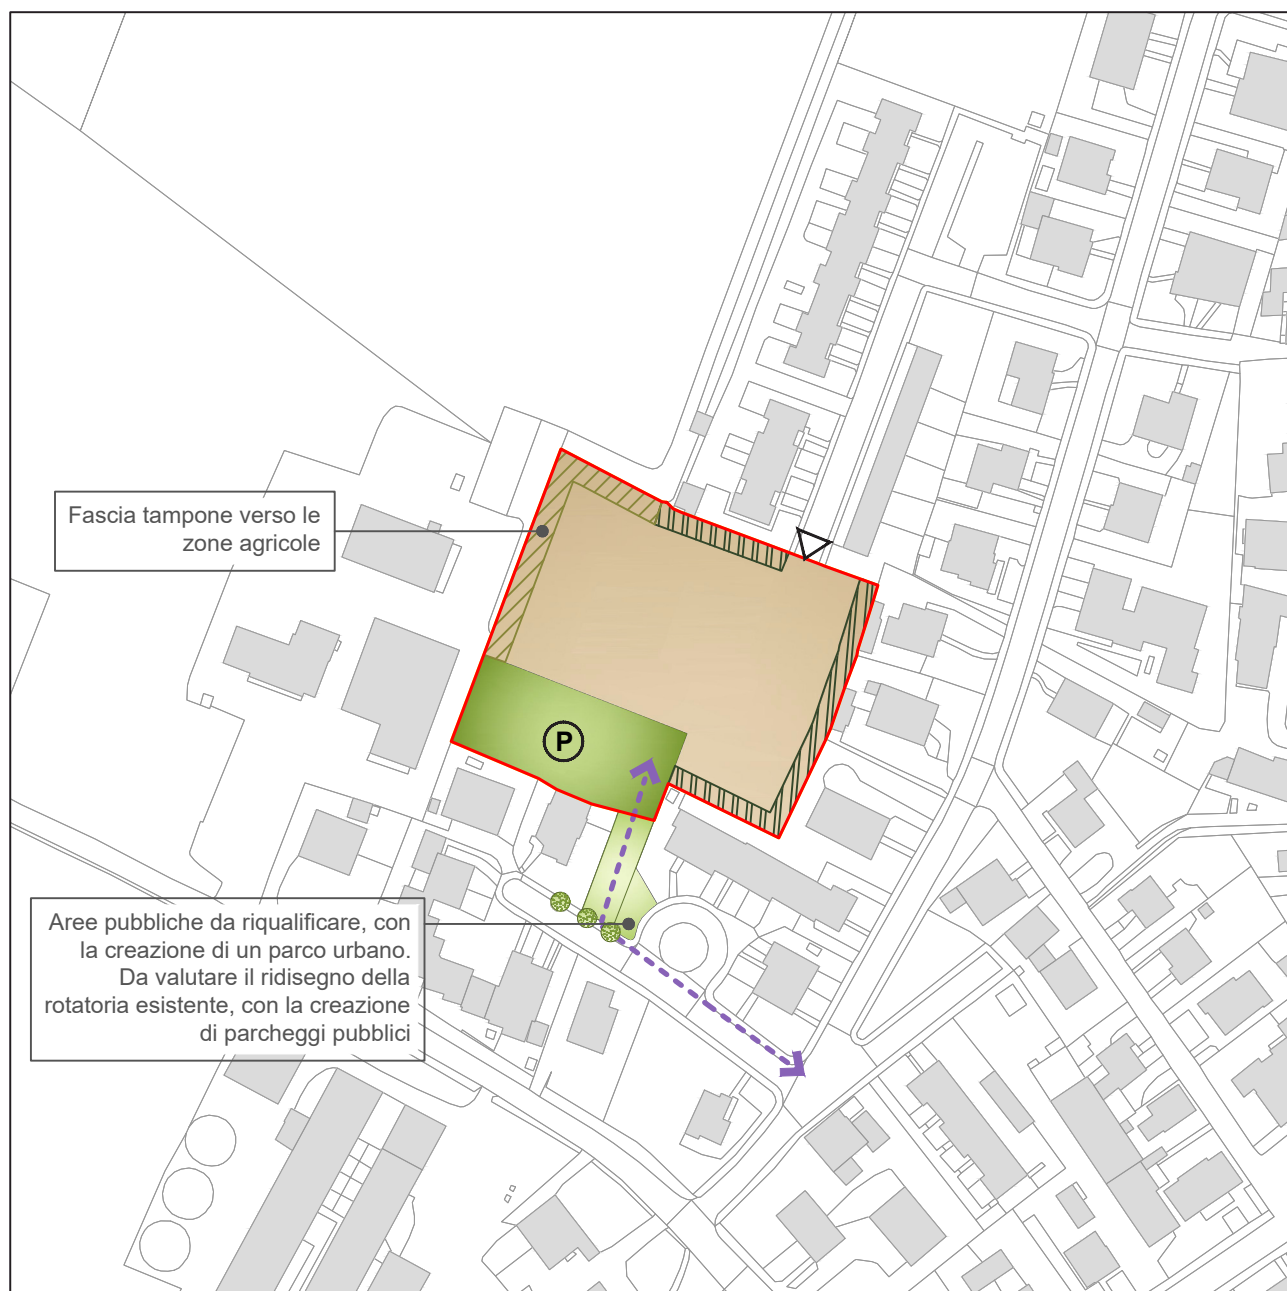 Fascia tampone verso le
zone agricole
P
Aree pubbliche da riqualificare, con
la creazione di un parco urbano.
Da valutare il ridisegno della
rotatoria esistente, con la creazione
di parcheggi pubblici